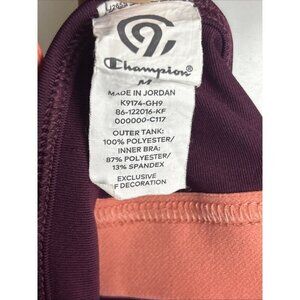 Champion®
M
MADE IN JORDAN
K9174-GH9
86-122016-KF
000000-C117
OUTER TANK:
100% POLYESTER/
INNER BRA:
87% POLYESTER/
13% SPANDEX
EXCLUSIVE
F DECORATION